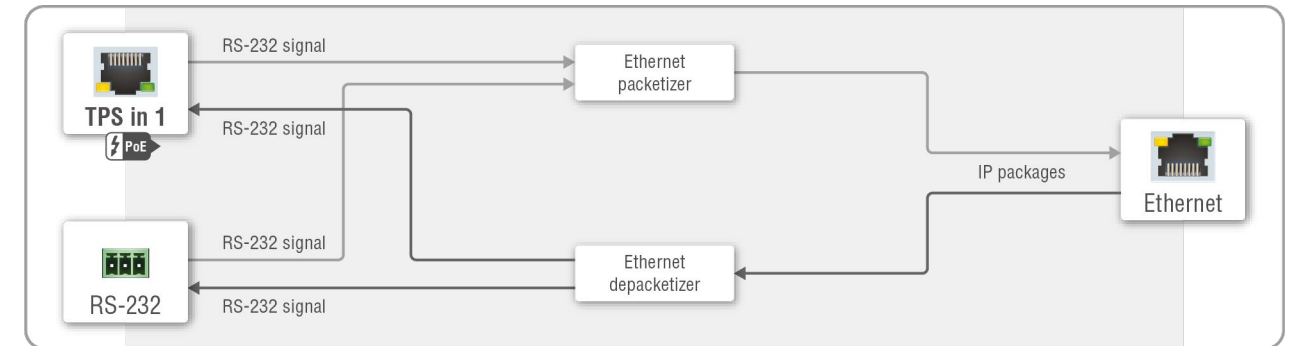 RS-232 signal
Ethernet
packetizer
TPS in 1
RS-232 signal
PoE
IP packages
Ethernet
RS-232 signal
Ethernet
depacketizer
RS-232
RS-232 signal